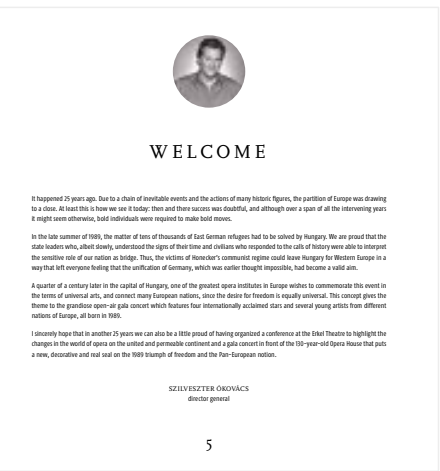 WELCOME
It happened 25 years ago. Due to a chain of inevitable events and the actions of many historic figures, the partition of Europe was drawing
to a close. At least this is how we see it today: then and there success was doubtful, and although over a span of all the intervening years
it might seem otherwise, bold individuals were required to make bold moves.
In the late summer of 1989, the matter of tens of thousands of East German refugees had to be solved by Hungary. We are proud that the
state leaders who, albeit slowly, understood the signs of their time and civilians who responded to the calls of history were able to interpret
the sensitive role of our nation as bridge. Thus, the victims of Honecker's communist regime could leave Hungary for Western Europe in a
way that left everyone feeling that the unification of Germany, which was earlier thought impossible, had become a valid aim.
A quarter of a century later in the capital of Hungary, one of the greatest opera institutes in Europe wishes to commemorate this event in
the terms of universal arts, and connect many European nations, since the desire for freedom is equally universal. This concept gives the
theme to the grandiose open-air gala concert which features four internationally acclaimed stars and several young artists from different
nations of Europe, all born in 1989.
I sincerely hope that in another 25 years we can also be a little proud of having organized a conference at the Erkel Theatre to highlight the
changes in the world of opera on the united and permeable continent and a gala concert in front of the 130-year-old Opera House that puts
a new, decorative and real seal on the 1989 triumph of freedom and the Pan-European notion.
SZILVESZTER ÓKOVÁCS
director general
5